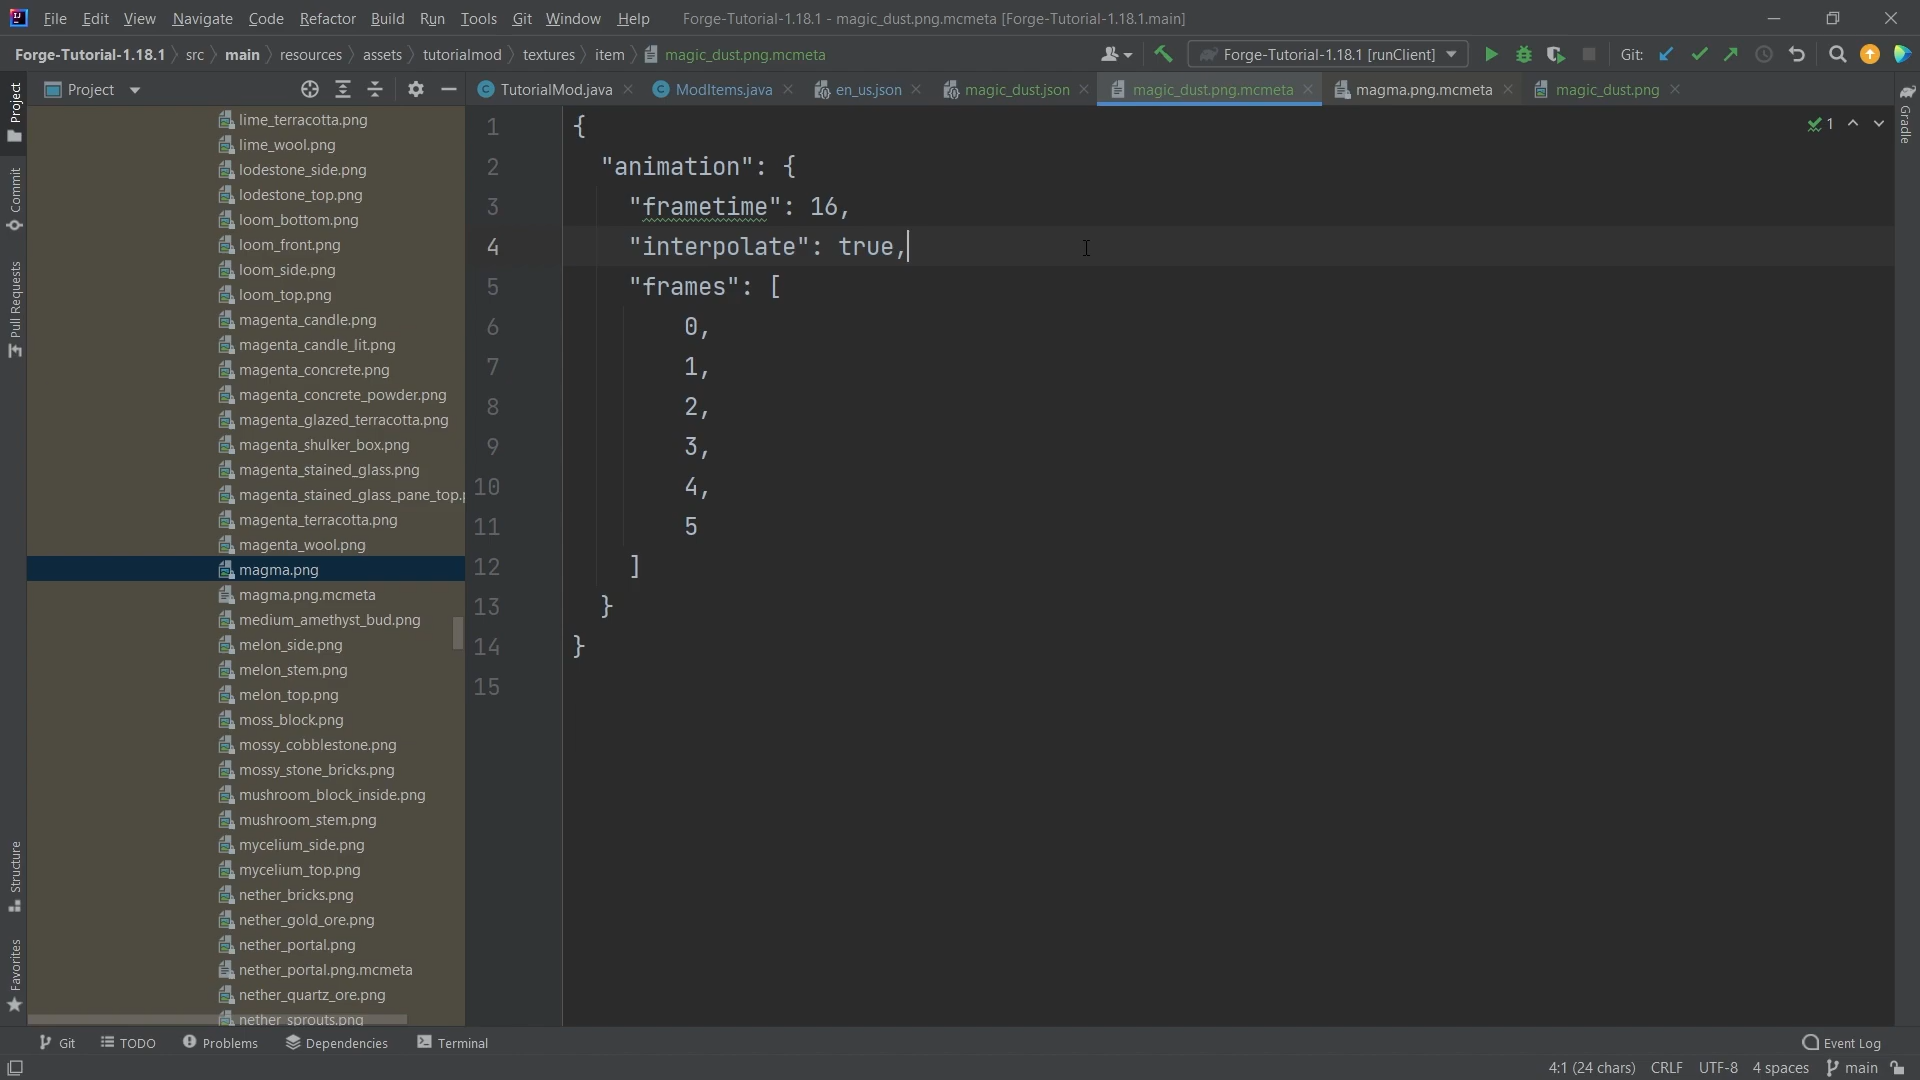 File Edit View Navigate Code Refactor Build Run Tools Git Window Help Forge-Tutorial-1.18.1 - magic_dust.png.mcmeta [Forge-Tutorial-1.18.1.main]
Forge-Tutorial-1.18.1 src main resources assets tutorialmod textures item magic_dust.png.mcmeta Forge-Tutorial-1.18.1 [runClient] Git:
Project TutorialMod.java ModItems.java en_us.json magic_dust.json magic_dust.png.mcmeta magma.png.mcmeta magic_dust.png
Project
Commit
Pull Requests
Structure
Favorites
Gradle
lime_terracotta.png
lime_wool.png
lodestone_side.png
lodestone_top.png
loom_bottom.png
loom_front.png
loom_side.png
loom_top.png
magenta_candle.png
magenta_candle_lit.png
magenta_concrete.png
magenta_concrete_powder.png
magenta_glazed_terracotta.png
magenta_shulker_box.png
magenta_stained_glass.png
magenta_stained_glass_pane_top.p
magenta_terracotta.png
magenta_wool.png
magma.png
magma.png.mcmeta
medium_amethyst_bud.png
melon_side.png
melon_stem.png
melon_top.png
moss_block.png
mossy_cobblestone.png
mossy_stone_bricks.png
mushroom_block_inside.png
mushroom_stem.png
mycelium_side.png
mycelium_top.png
nether_bricks.png
nether_gold_ore.png
nether_portal.png
nether_portal.png.mcmeta
nether_quartz_ore.png
nether_sprouts.png
1 {
2 "animation": {
3 "frametime": 16,
4 "interpolate": true,
5 "frames": [
6 0,
7 1,
8 2,
9 3,
10 4,
11 5
12 ]
13 }
14 }
15
1
Git TODO Problems Dependencies Terminal Event Log
4:1 (24 chars) CRLF UTF-8 4 spaces main